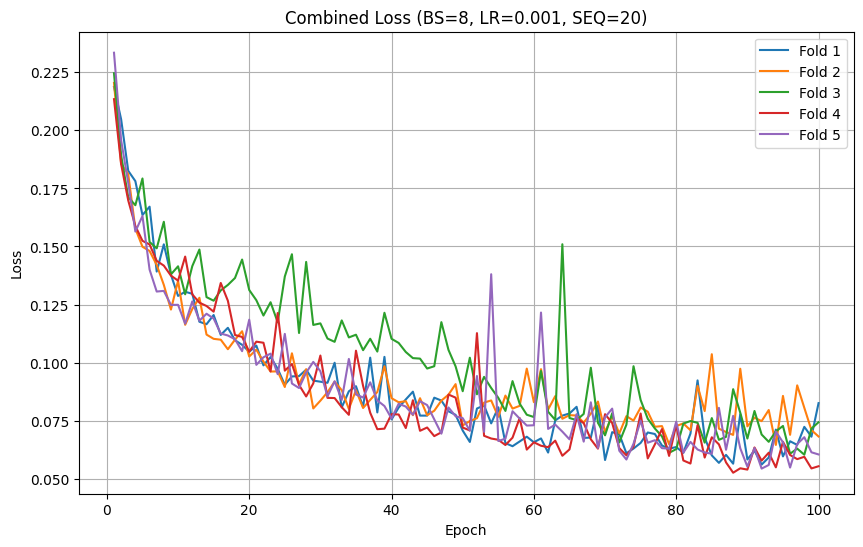 Combined Loss (BS=8, LR=0.001, SEQ=20)
Fold 1
Fold 2
Fold 3
Fold 4
Fold 5
Loss
0.225
0.200
0.175
0.150
0.125
0.100
0.075
0.050
0 20 40 60 80 100
Epoch